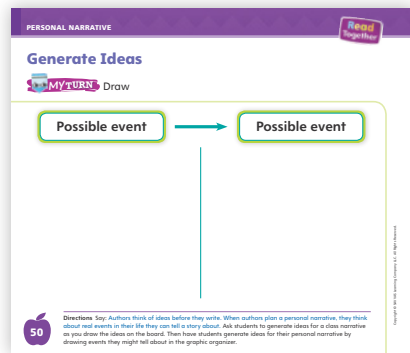 PERSONAL NARRATIVE
Read
Together
Generate Ideas
MY TURN Draw
Possible event
Possible event
50
Directions Say: Authors think of ideas before they write. When authors plan a personal narrative, they think
about real events in their life they can tell a story about. Ask students to generate ideas for a class narrative
as you draw the ideas on the board. Then have students generate ideas for their personal narrative by
drawing events they might tell about in the graphic organizer.